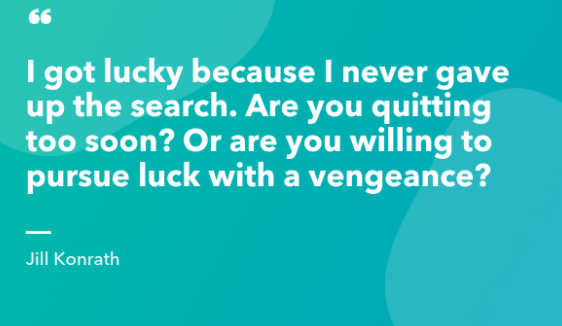 “
I got lucky because I never gave
up the search. Are you quitting
too soon? Or are you willing to
pursue luck with a vengeance?
Jill Konrath